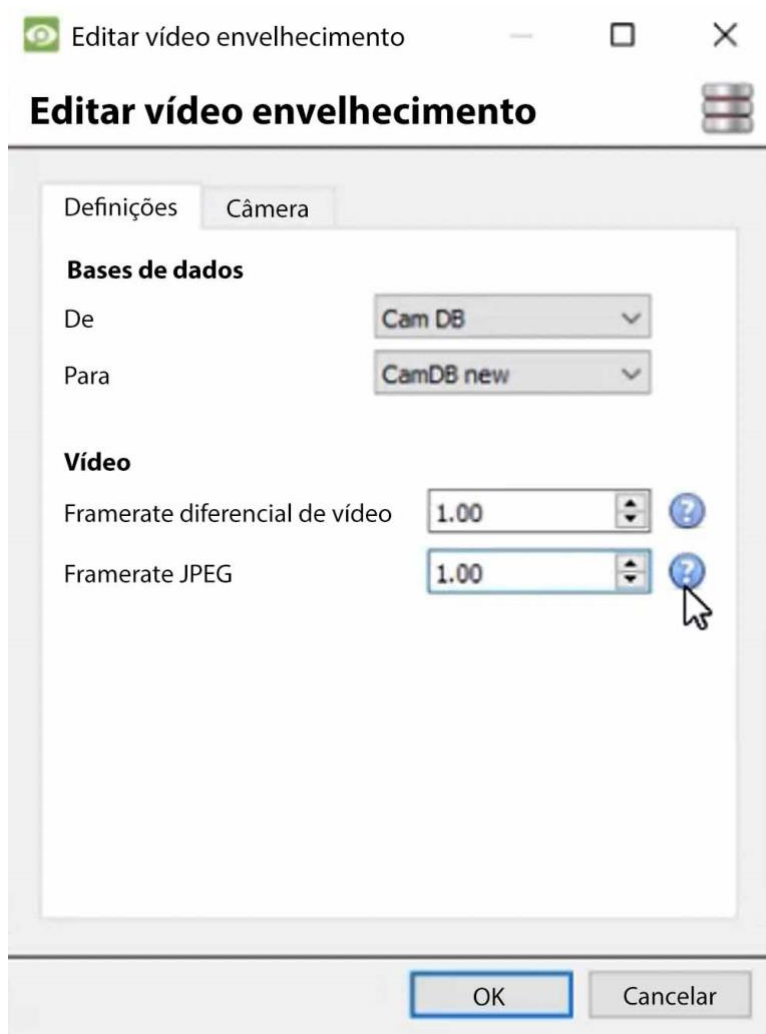 Editar vídeo envelhecimento
Editar vídeo envelhecimento
Definições Câmera
Bases de dados
De Cam DB
Para CamDB new
Vídeo
Framerate diferencial de vídeo 1.00 ?
Framerate JPEG 1.00 ?
OK Cancelar